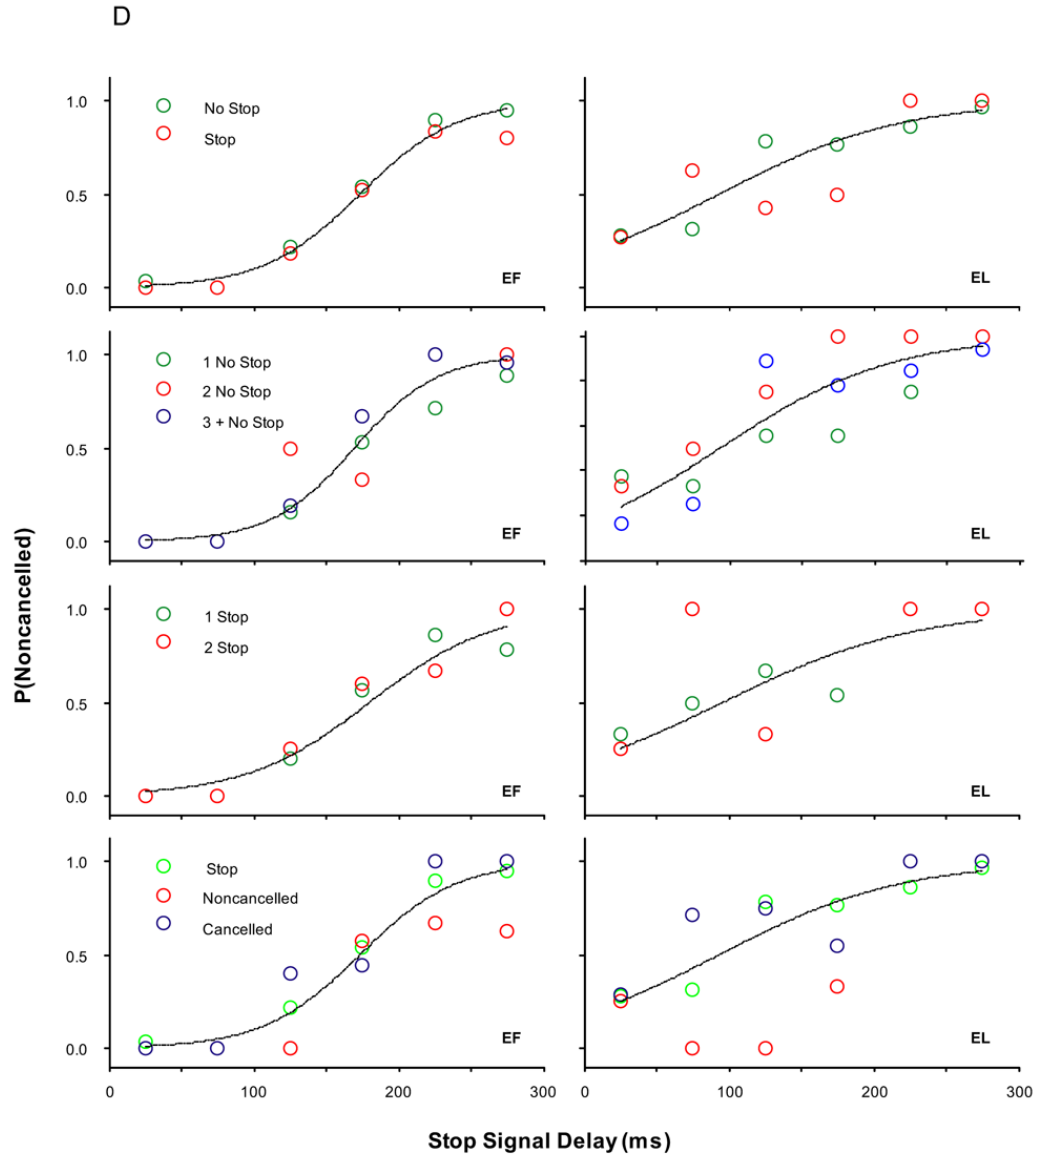 D
1.0
No Stop
Stop
0.5
0.0
EF
EL
1.0
1 No Stop
2 No Stop
3 + No Stop
0.5
0.0
EF
EL
1.0
1 Stop
2 Stop
0.5
0.0
EF
EL
1.0
Stop
Noncancelled
Cancelled
0.5
0.0
EF
EL
P(Noncancelled)
0 100 200 300 0 100 200 300
Stop Signal Delay (ms)